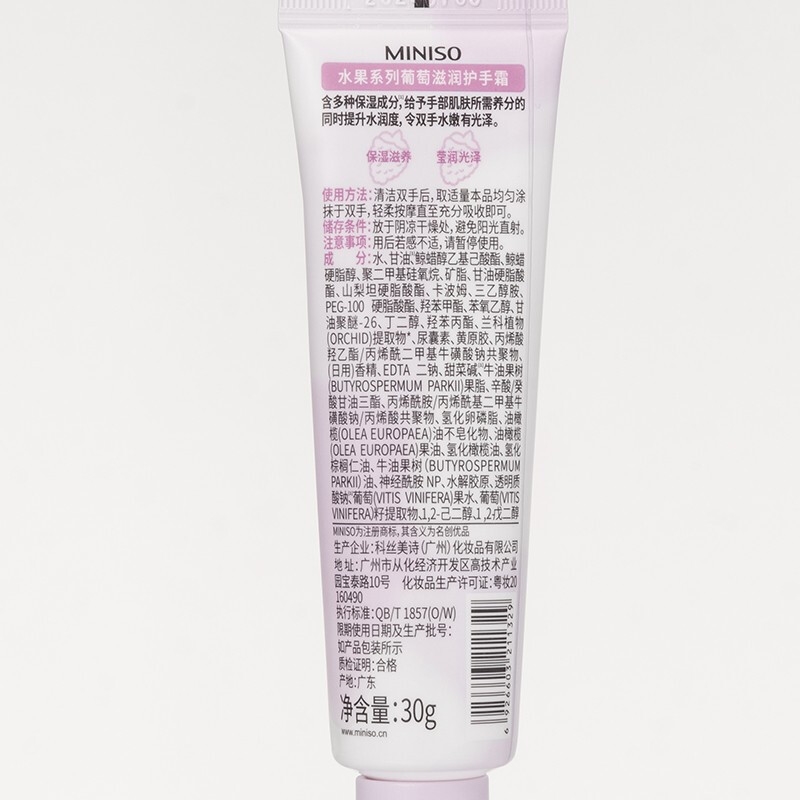 MINISO
水果系列葡萄滋润护手霜
含多种保湿成分，给予手部肌肤所需养分的
同时提升水润度，令双手水嫩有光泽。
保湿滋养 莹润光泽
使用方法：清洁双手后，取适量本品均匀涂
抹于双手，轻柔按摩直至充分吸收即可。
储存条件：放于阴凉干燥处，避免阳光直射。
注意事项：用后若感不适，请暂停使用。
成 分：水、甘油、鲸蜡醇乙基己酸酯、鲸蜡
硬脂醇、聚二甲基硅氧烷、矿脂、甘油硬脂酸
酯、山梨坦硬脂酸酯、卡波姆、三乙醇胺、
PEG-100 硬脂酸酯、羟苯甲酯、苯氧乙醇、甘
油聚醚-26、丁二醇、羟苯丙酯、兰科植物
(ORCHID)提取物*、尿囊素、黄原胶、丙烯酸
羟乙酯/丙烯酰二甲基牛磺酸钠共聚物、
(日用)香精、EDTA 二钠、甜菜碱、牛油果树
(BUTYROSPERMUM PARKII)果脂、辛酸/癸
酸甘油三酯、丙烯酰胺/丙烯酰基二甲基牛
磺酸钠/丙烯酸共聚物、氢化卵磷脂、油橄
榄(OLEA EUROPAEA)油不皂化物、油橄榄
(OLEA EUROPAEA)果油、氢化橄榄油、氢化
棕榈仁油、牛油果树(BUTYROSPERMUM
PARKII) 油、神经酰胺 NP、水解胶原、透明质
酸钠、葡萄(VITIS VINIFERA)果水、葡萄(VITIS
VINIFERA)籽提取物、1,2-己二醇、1,2-戊二醇
MINISO为注册商标，其含义为名创优品
生产企业：科丝美诗(广州)化妆品有限公司
地址：广州市从化经济开发区高技术产业
园宝泰路10号 化妆品生产许可证：粤妆20
160490
执行标准：QB/T 1857(O/W)
限期使用日期及生产批号：
如产品包装所示
质检证明：合格
产地：广东
净含量：30g
www.miniso.cn
6 926603 211329